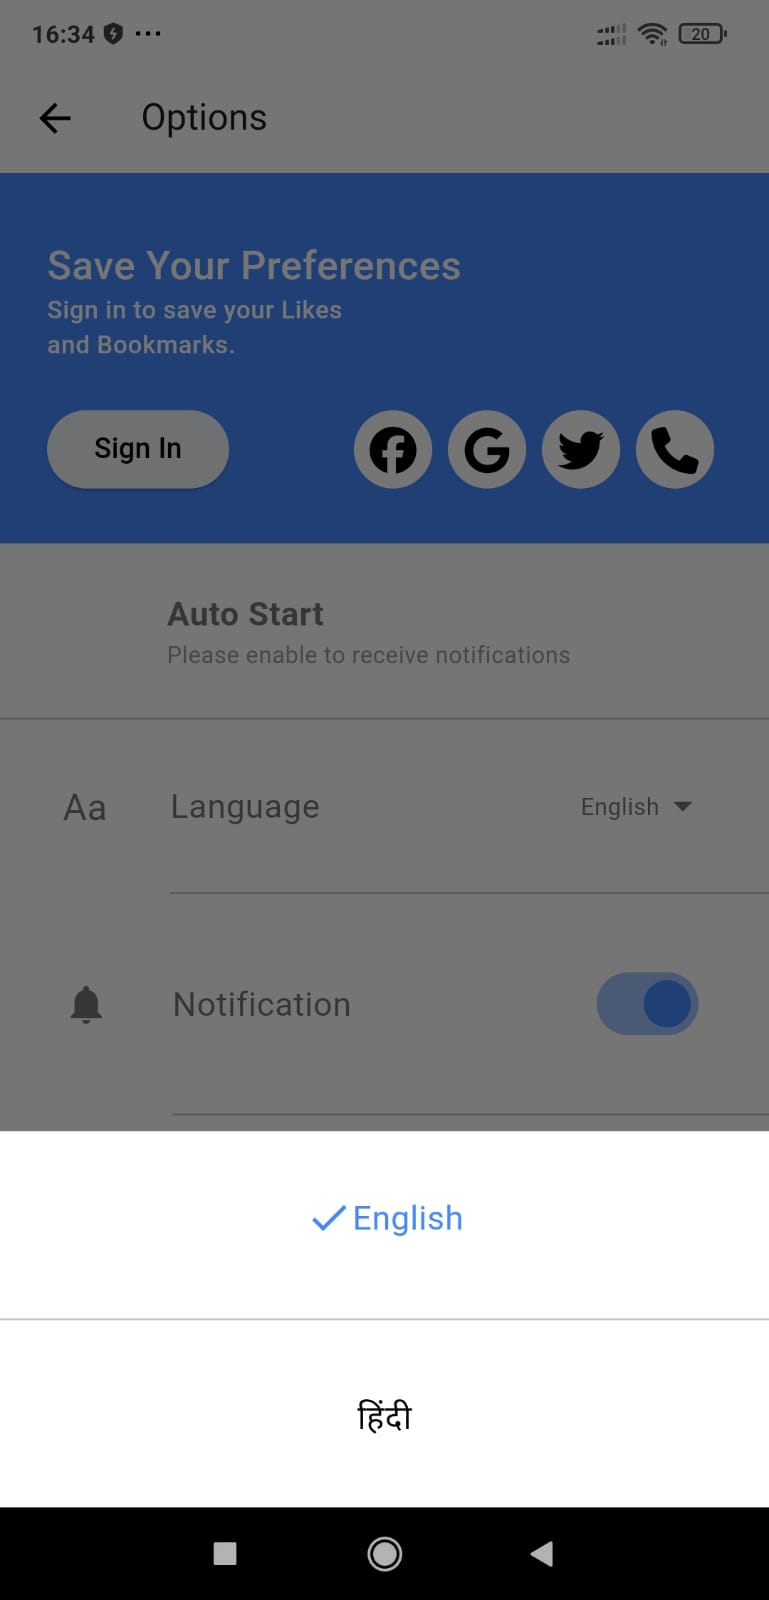 16:34
20
Options
Save Your Preferences
Sign in to save your Likes
and Bookmarks.
Sign In
Auto Start
Please enable to receive notifications
Aa Language English
Notification
English
हिंदी